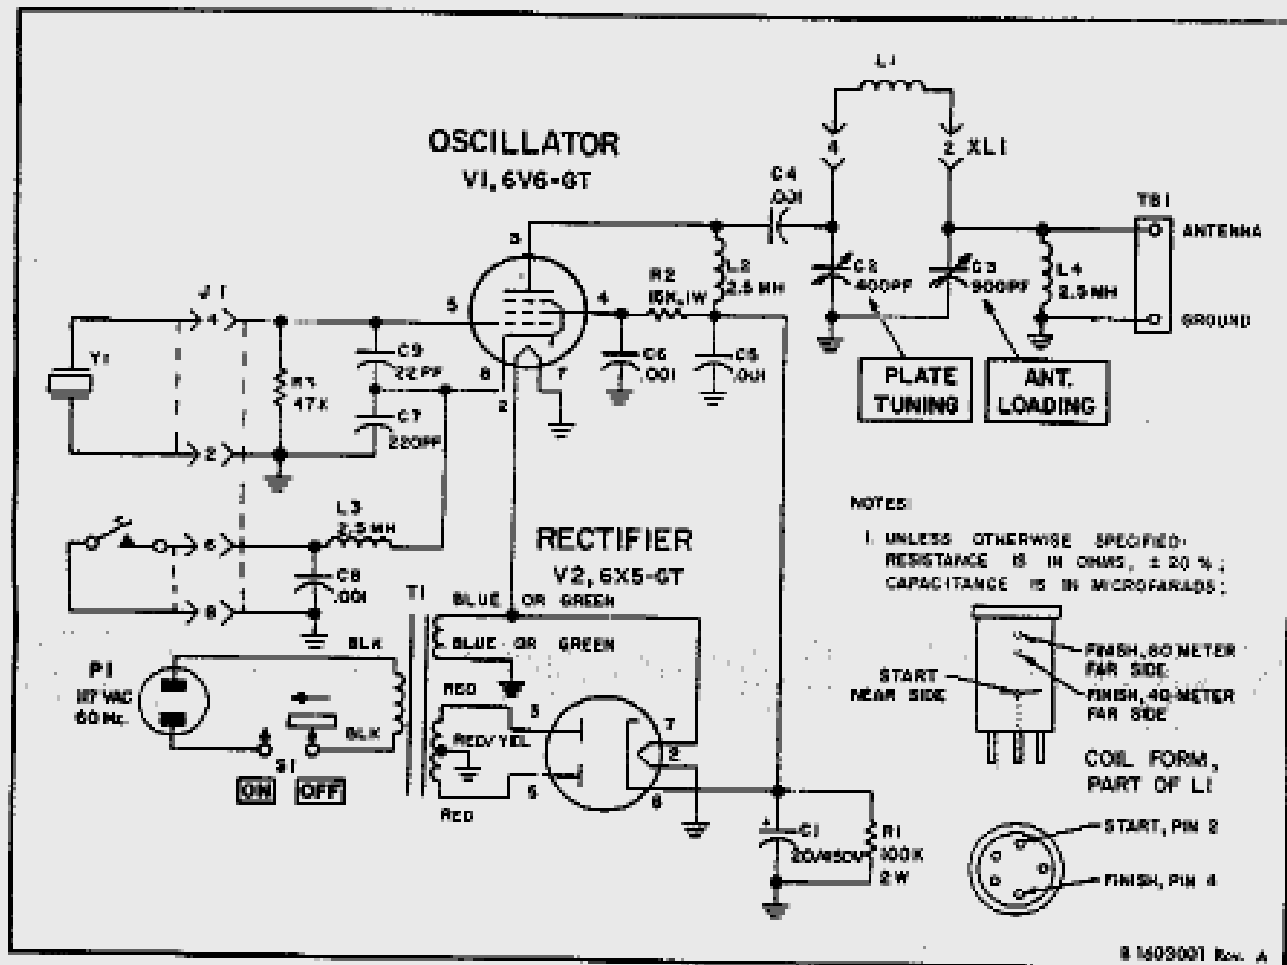 L1
OSCILLATOR
V1, 6V6-GT
4
2
XL1
C4
.001
TB1
ANTENNA
3
J1
5
4
R2
15K, 1W
L2
2.5 MH
C2
400PF
C3
900PF
L4
2.5MH
GROUND
4
Y1
C9
22PF
C6
.001
C5
.001
8
7
2
R3
47K
C7
220PF
2
PLATE
TUNING
ANT.
LOADING
L3
2.5 MH
6
C8
.001
8
RECTIFIER
V2, 6X5-GT
NOTES:
1. UNLESS OTHERWISE SPECIFIED:
RESISTANCE IS IN OHMS, ± 20 %;
CAPACITANCE IS IN MICROFARADS;
T1
BLUE OR GREEN
BLUE OR GREEN
BLK
P1
117 VAC
60 Hz.
RED
3
7
RED/YEL
2
BLK
S1
ON
OFF
5
8
RED
START
NEAR SIDE
FINISH, 80 METER
FAR SIDE
FINISH, 40 METER
FAR SIDE
COIL FORM,
PART OF L1
+
C1
20/450V
R1
100K
2W
START, PIN 2
FINISH, PIN 4
B 1603001 Rev. A